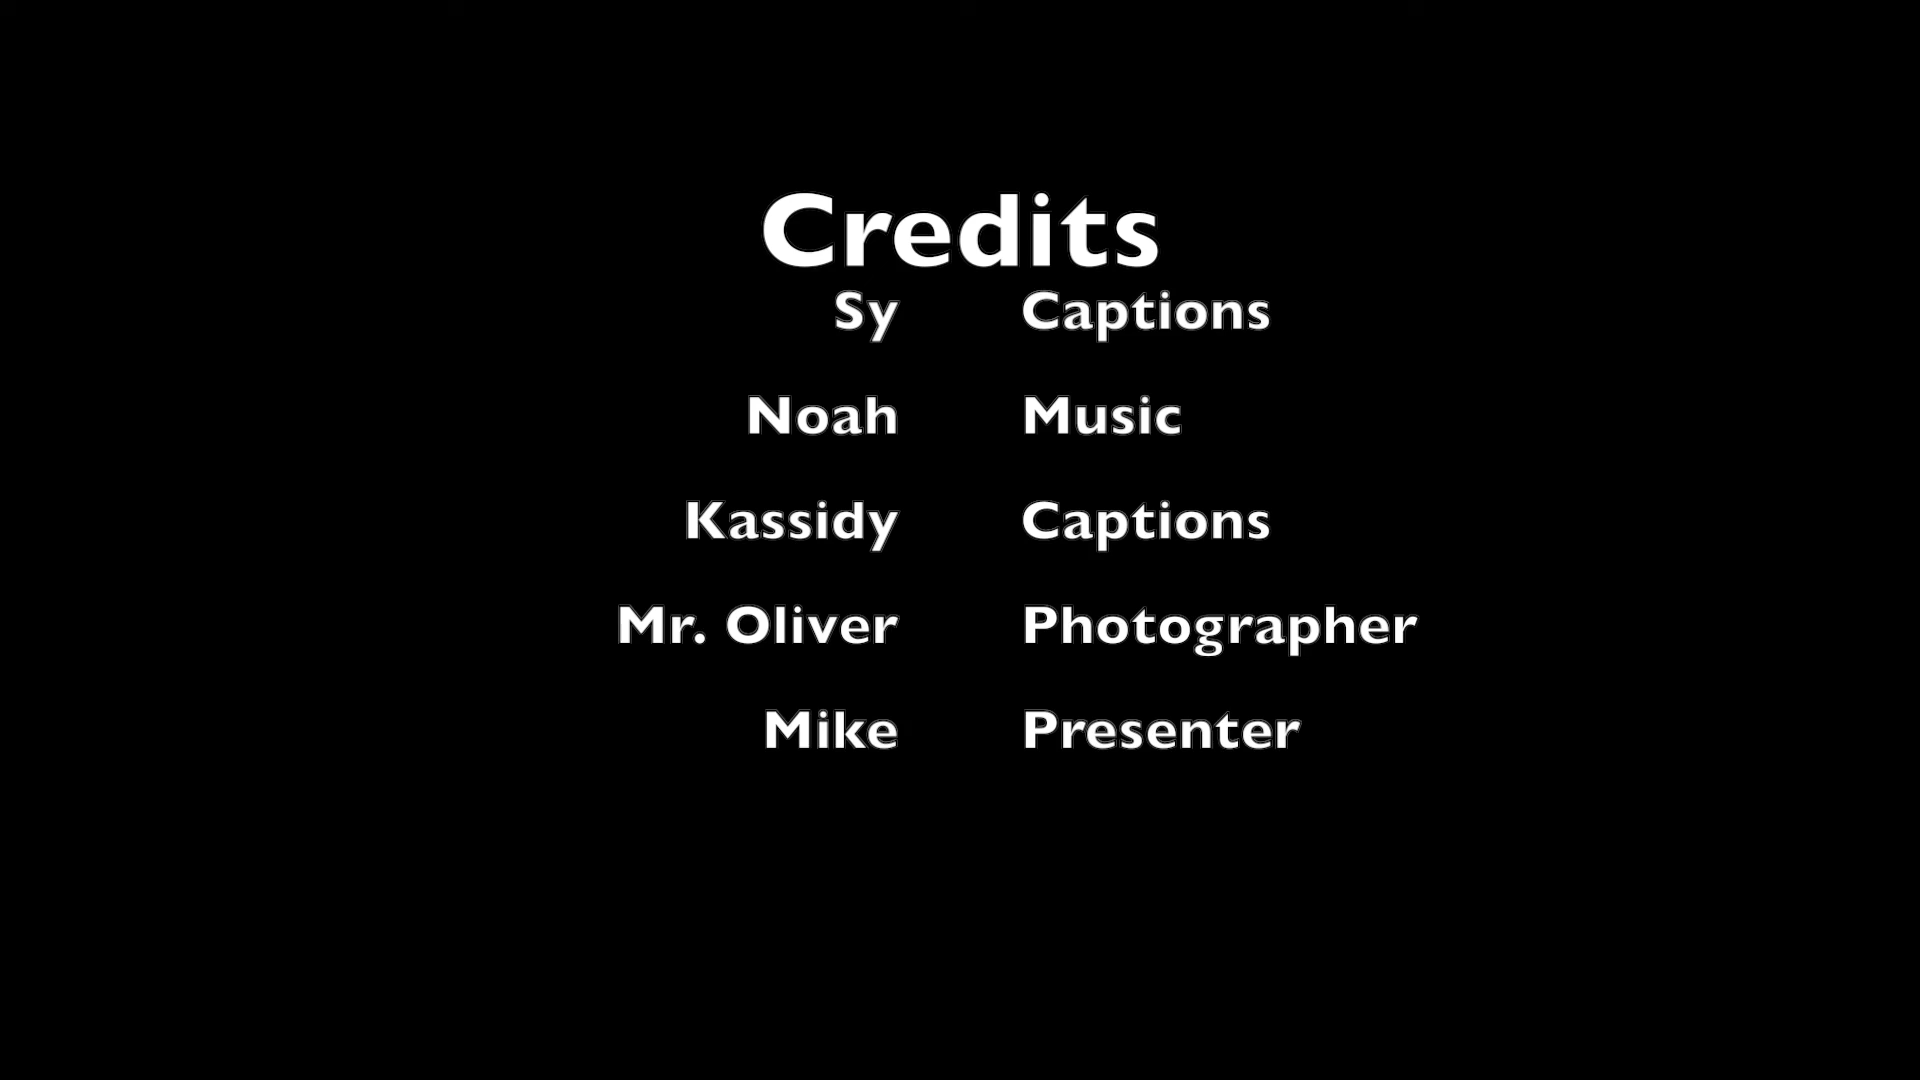 Credits
Sy Captions
Noah Music
Kassidy Captions
Mr. Oliver Photographer
Mike Presenter